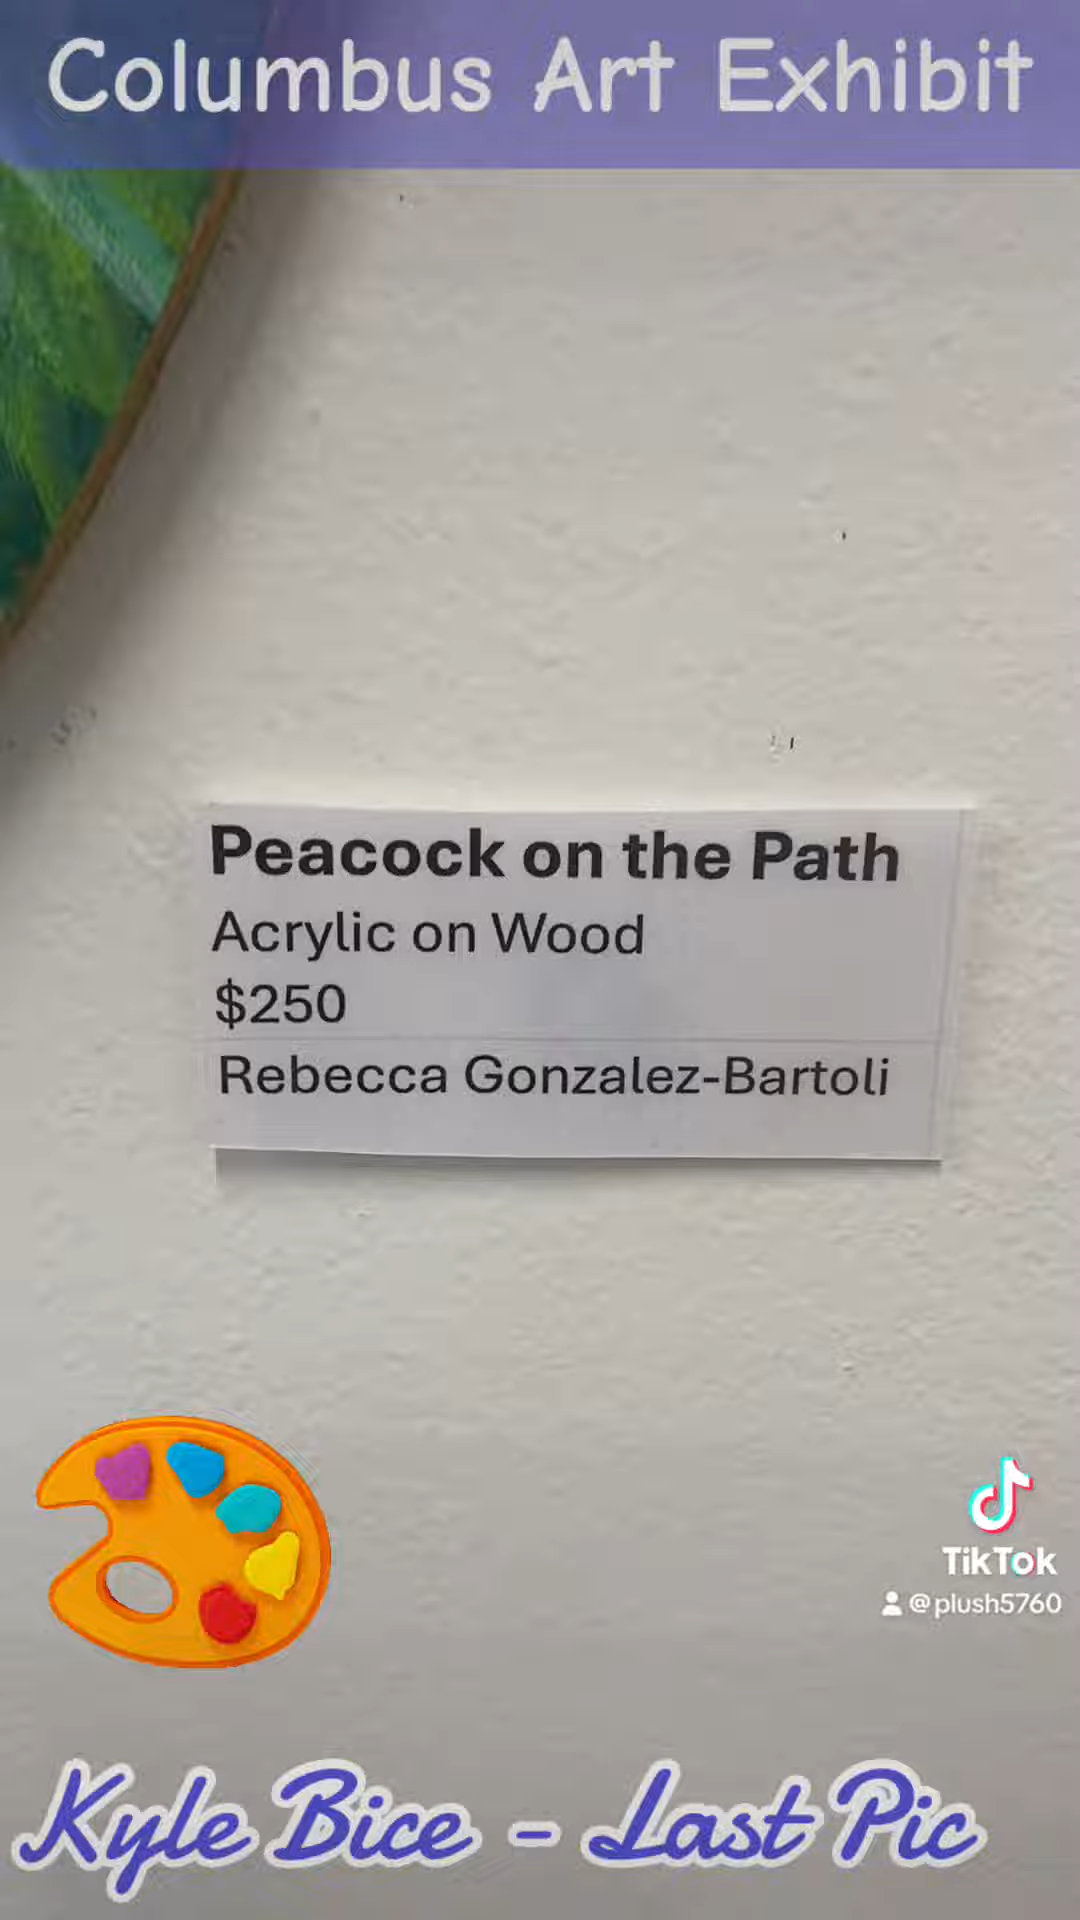 Columbus Art Exhibit
Peacock on the Path
Acrylic on Wood
$250
Rebecca Gonzalez-Bartoli
TikTok
@plush5760
Kyle Bice - Last Pic